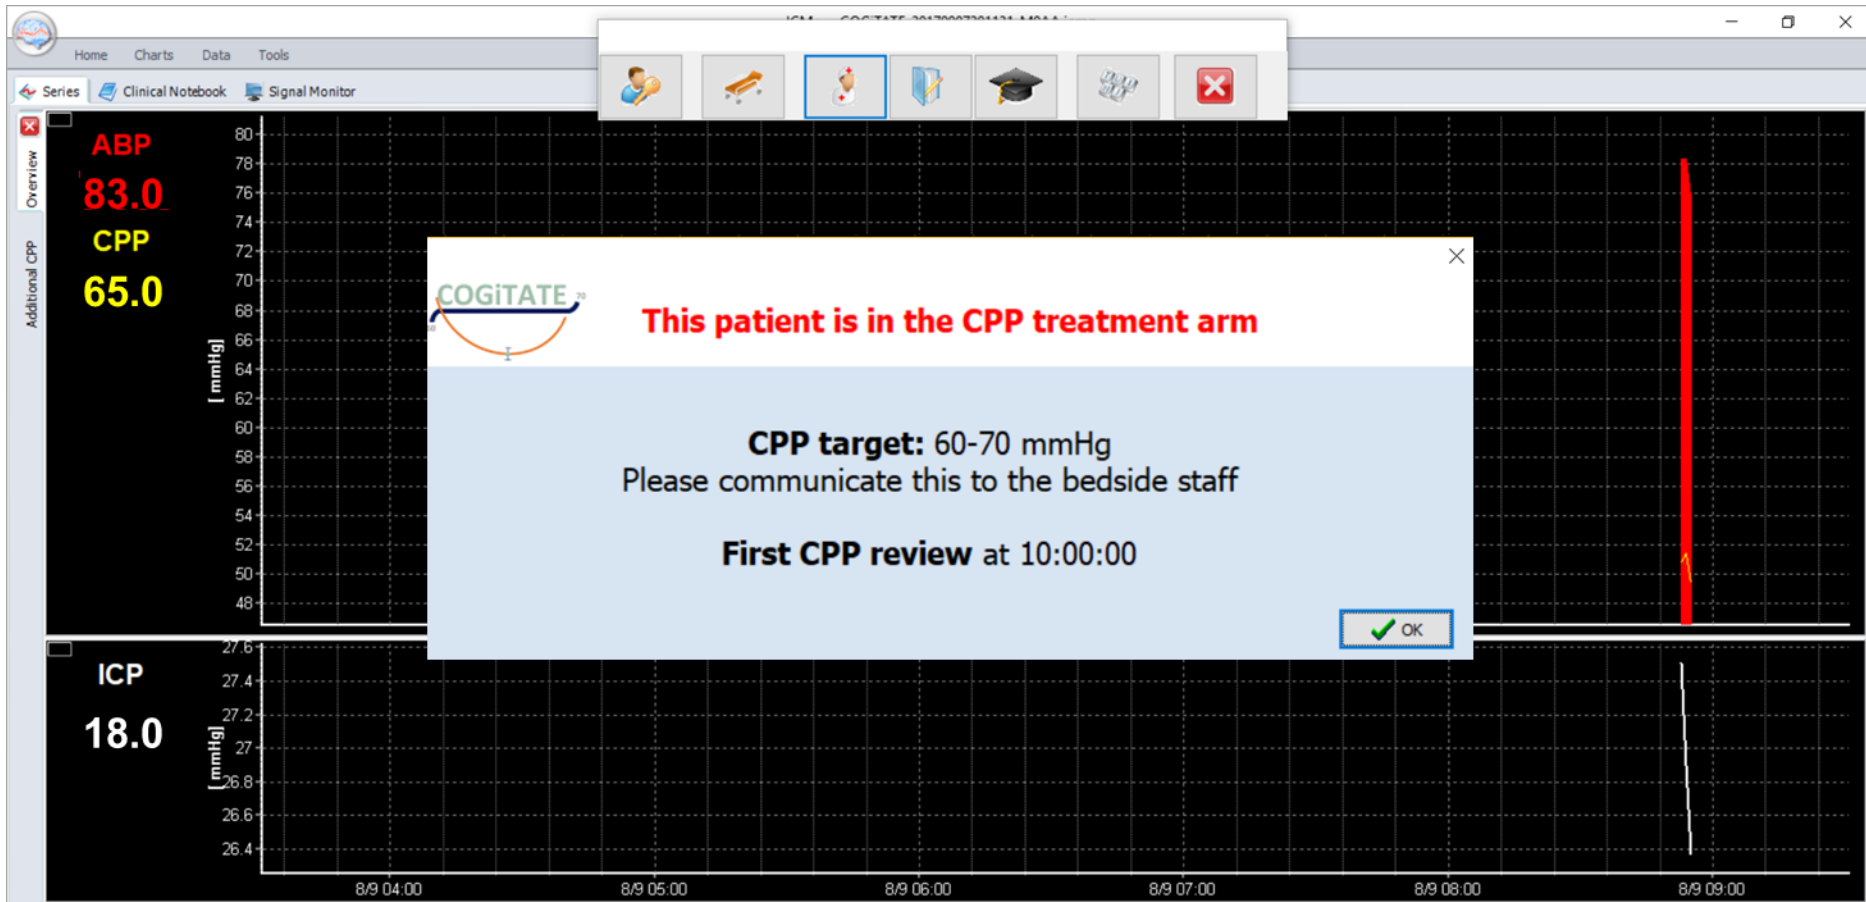 Home Charts Data Tools
Series Clinical Notebook Signal Monitor
Overview
Additional CPP
ABP
83.0
CPP
65.0
[mmHg]
80
78
76
74
72
70
68
66
64
62
60
58
56
54
52
50
48
COGiTATE
70
This patient is in the CPP treatment arm
CPP target: 60-70 mmHg
Please communicate this to the bedside staff
First CPP review at 10:00:00
OK
ICP
18.0
[mmHg]
27.6
27.4
27.2
27
26.8
26.6
26.4
8/9 04:00 8/9 05:00 8/9 06:00 8/9 07:00 8/9 08:00 8/9 09:00